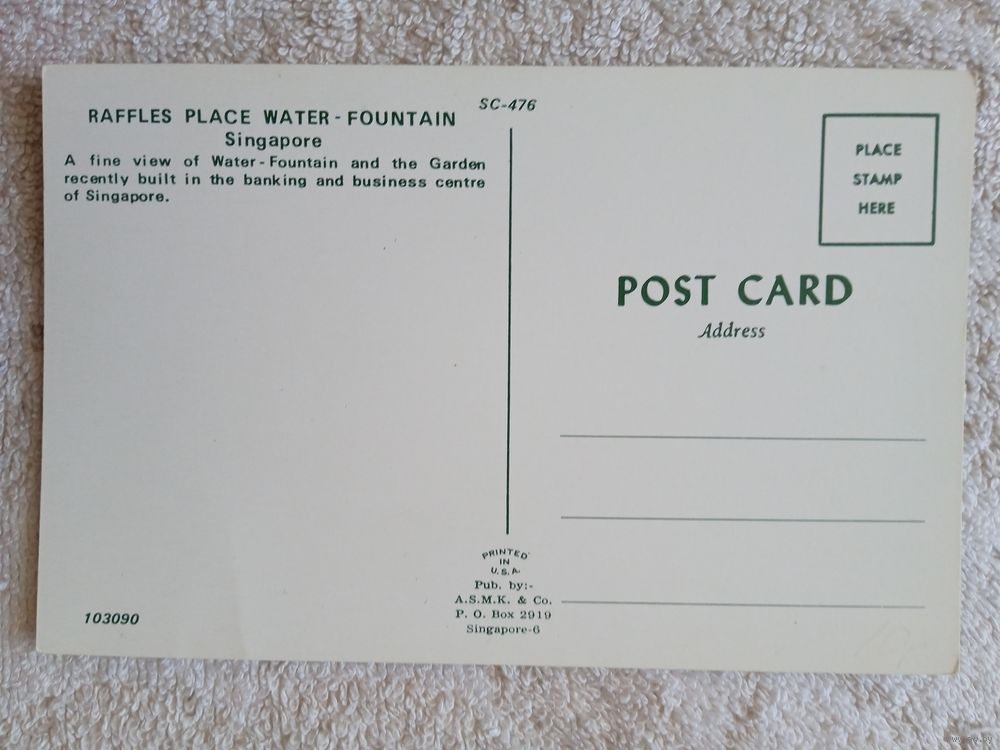 RAFFLES PLACE WATER - FOUNTAIN
Singapore
A fine view of Water - Fountain and the Garden
recently built in the banking and business centre
of Singapore.
SC-476
PLACE
STAMP
HERE
POST CARD
Address
PRINTED
IN
U.S.A.
Pub. by:-
A.S.M.K. & Co.
P. O. Box 2919
Singapore-6
103090